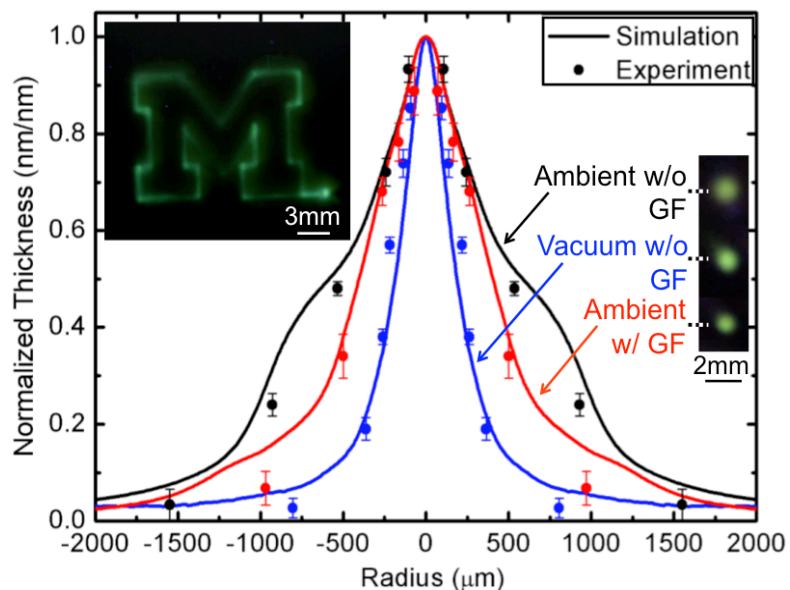 Simulation
Experiment
M
3mm
Normalized Thickness (nm/nm)
1.0
0.8
0.6
0.4
0.2
0.0
Ambient w/o
GF
Vacuum w/o
GF
Ambient
w/ GF
2mm
-2000 -1500 -1000 -500 0 500 1000 1500 2000
Radius (μm)